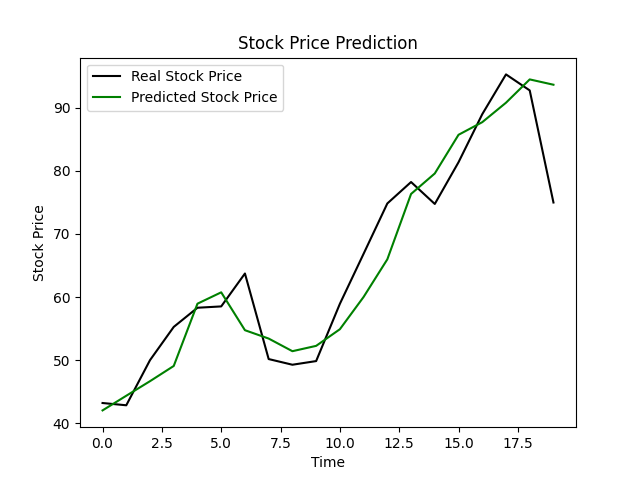 Stock Price Prediction
Real Stock Price
Predicted Stock Price
Stock Price
90
80
70
60
50
40
0.0 2.5 5.0 7.5 10.0 12.5 15.0 17.5
Time